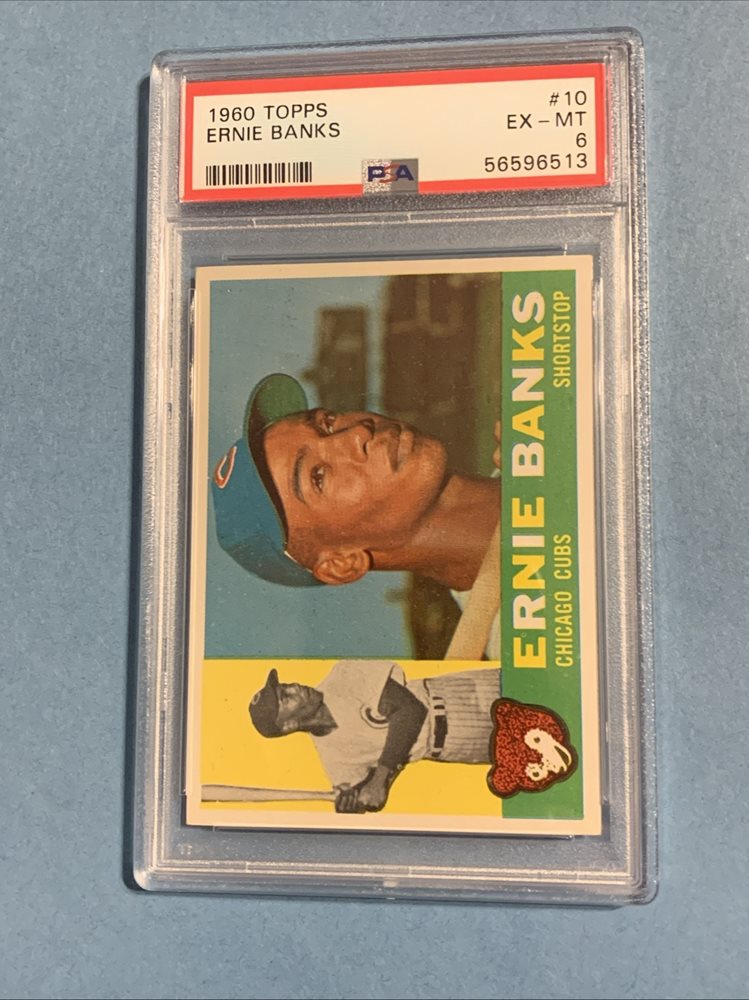 1960 TOPPS
ERNIE BANKS
#10
EX - MT
6
56596513
PSA
ERNIE BANKS
CHICAGO CUBS
SHORTSTOP
C
C